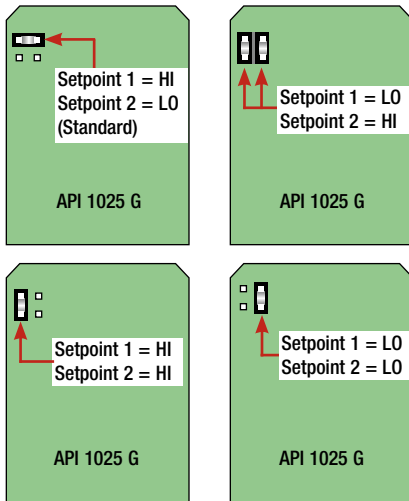 Setpoint 1 = HI
Setpoint 2 = LO
(Standard)
API 1025 G
Setpoint 1 = LO
Setpoint 2 = HI
API 1025 G
Setpoint 1 = HI
Setpoint 2 = HI
API 1025 G
Setpoint 1 = LO
Setpoint 2 = LO
API 1025 G